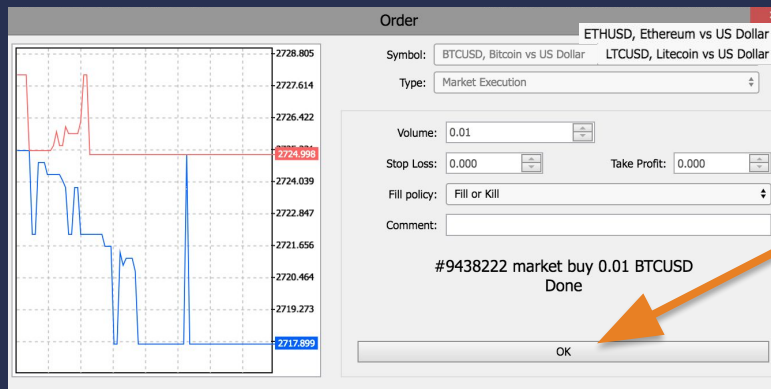 Order
ETHUSD, Ethereum vs US Dollar
LTCUSD, Litecoin vs US Dollar
Symbol: BTCUSD, Bitcoin vs US Dollar
Type: Market Execution
Volume: 0.01
Stop Loss: 0.000 Take Profit: 0.000
Fill policy: Fill or Kill
Comment:
#9438222 market buy 0.01 BTCUSD
Done
OK
2728.805
2727.614
2726.422
2724.998
2724.039
2722.847
2721.656
2720.464
2719.273
2717.899